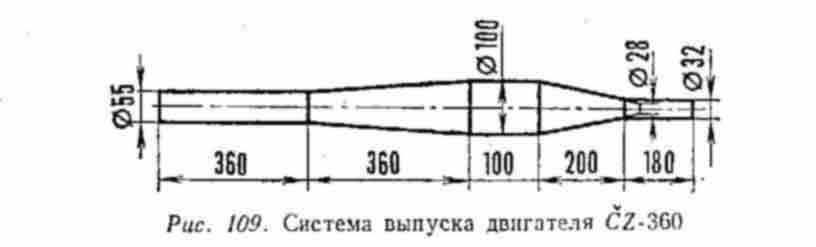 Ø55
Ø100
Ø28
Ø32
360 360 100 200 180
Рис. 109. Система выпуска двигателя ČZ-360